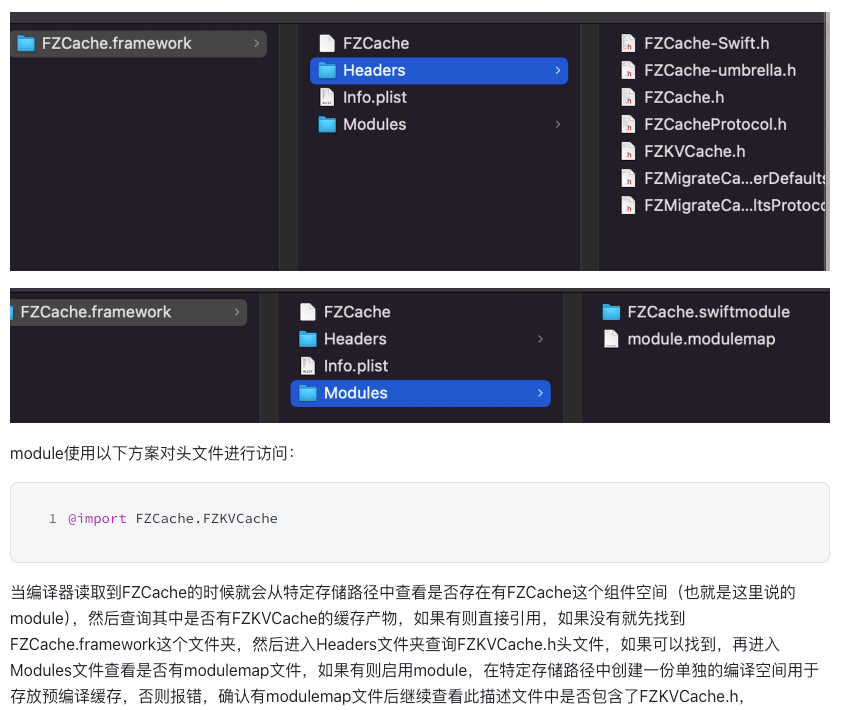 FZCache.framework
FZCache
Headers
Info.plist
Modules
FZCache-Swift.h
FZCache-umbrella.h
FZCache.h
FZCacheProtocol.h
FZKVCache.h
FZMigrateCa...erDefaults
FZMigrateCa...ltsProtoco
FZCache.framework
FZCache
Headers
Info.plist
Modules
FZCache.swiftmodule
module.modulemap
module使用以下方案对头文件进行访问：
1 @import FZCache.FZKVCache
当编译器读取到FZCache的时候就会从特定存储路径中查看是否存在有FZCache这个组件空间（也就是这里说的
module），然后查询其中是否有FZKVCache的缓存产物，如果有则直接引用，如果没有就先找到
FZCache.framework这个文件夹，然后进入Headers文件夹查询FZKVCache.h头文件，如果可以找到，再进入
Modules文件查看是否有modulemap文件，如果有则启用module，在特定存储路径中创建一份单独的编译空间用于
存放预编译缓存，否则报错，确认有modulemap文件后继续查看此描述文件中是否包含了FZKVCache.h，